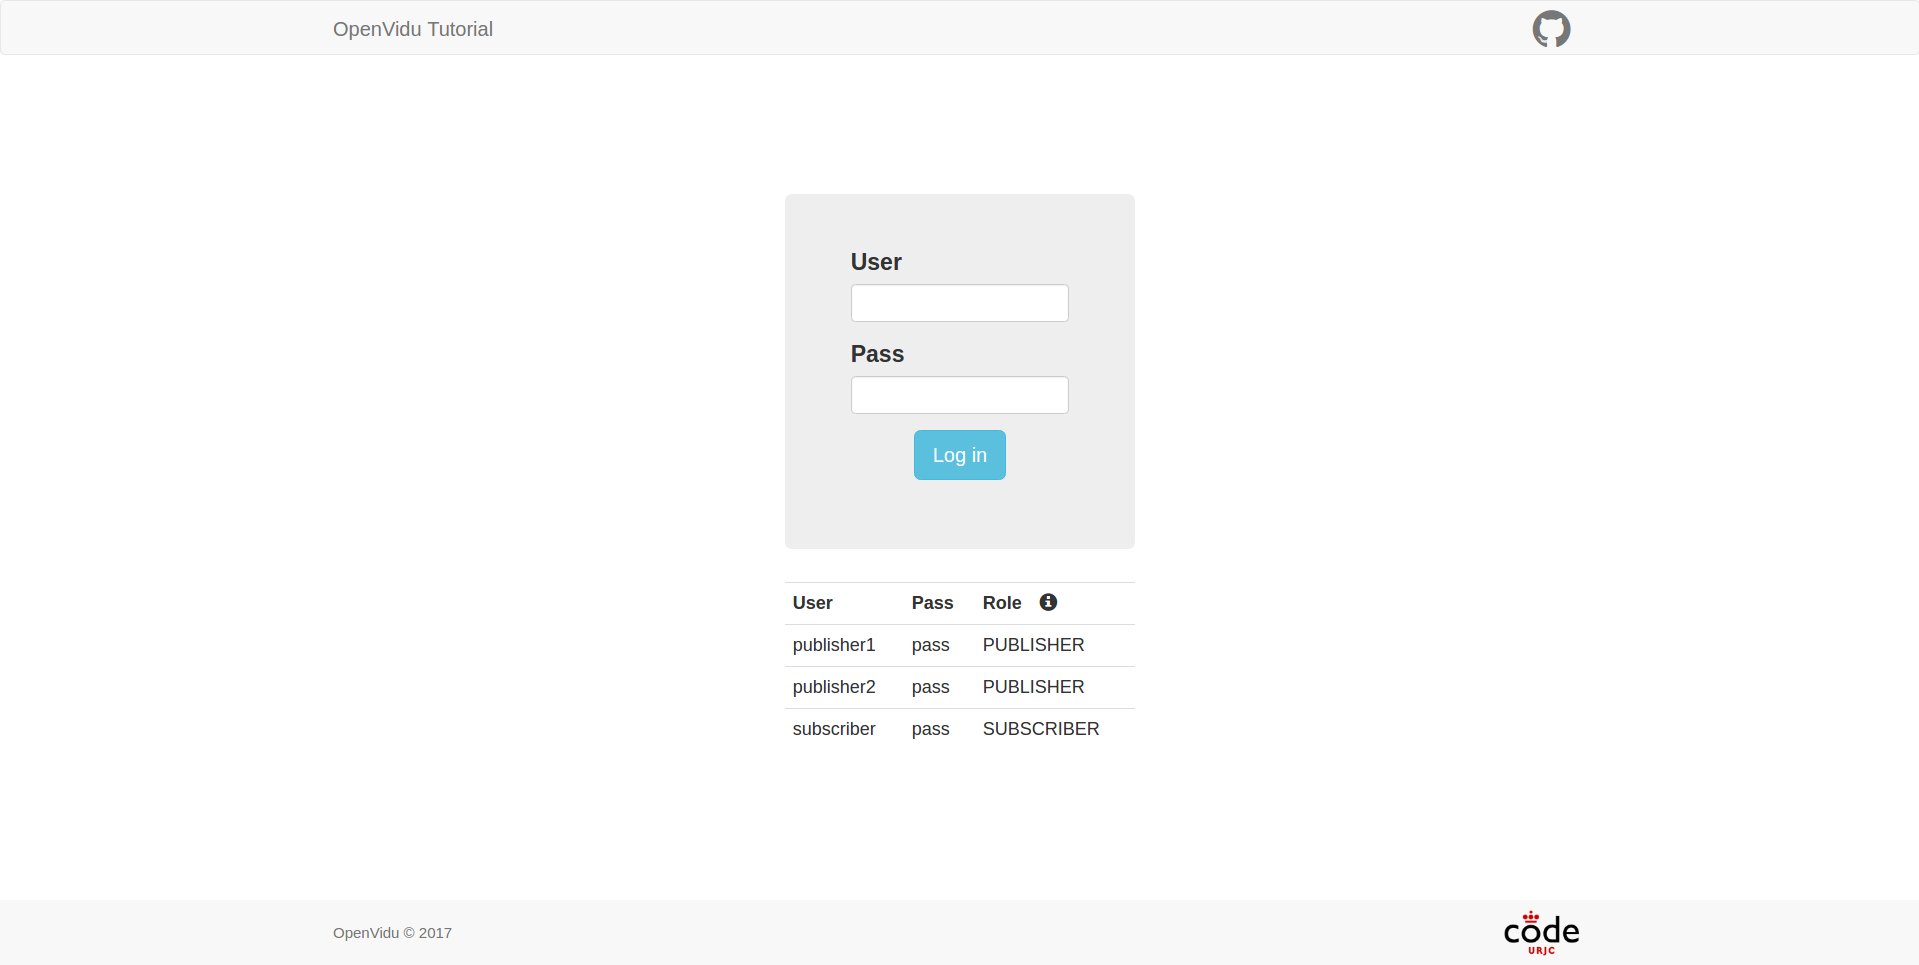 OpenVidu Tutorial
User
Pass
Log in
User Pass Role
publisher1 pass PUBLISHER
publisher2 pass PUBLISHER
subscriber pass SUBSCRIBER
OpenVidu © 2017
code
URJC